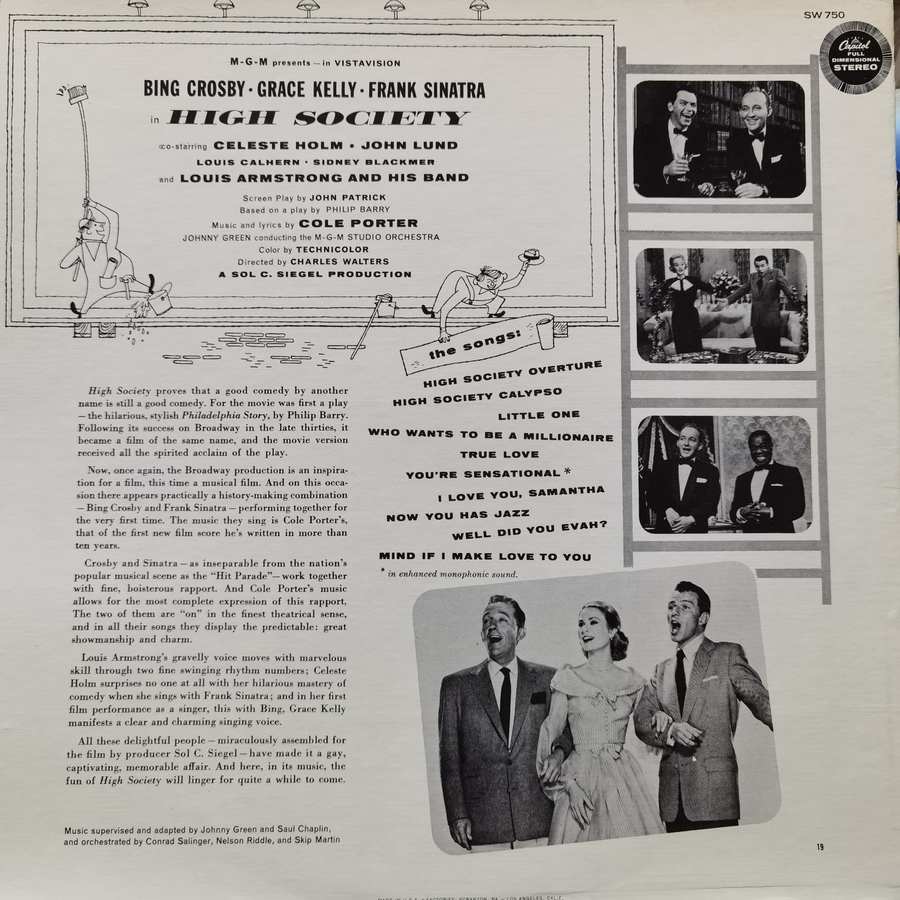 SW 750
Capitol
FULL
DIMENSIONAL
STEREO
M-G-M presents – in VISTAVISION
BING CROSBY · GRACE KELLY · FRANK SINATRA
in HIGH SOCIETY
co-starring CELESTE HOLM · JOHN LUND
LOUIS CALHERN · SIDNEY BLACKMER
and LOUIS ARMSTRONG AND HIS BAND
Screen Play by JOHN PATRICK
Based on a play by PHILIP BARRY
Music and lyrics by COLE PORTER
JOHNNY GREEN conducting the M-G-M STUDIO ORCHESTRA
Color by TECHNICOLOR
Directed by CHARLES WALTERS
A SOL C. SIEGEL PRODUCTION
High Society proves that a good comedy by another
name is still a good comedy. For the movie was first a play
– the hilarious, stylish Philadelphia Story, by Philip Barry.
Following its success on Broadway in the late thirties, it
became a film of the same name, and the movie version
received all the spirited acclaim of the play.
Now, once again, the Broadway production is an inspira-
tion for a film, this time a musical film. And on this occa-
sion there appears practically a history-making combination
– Bing Crosby and Frank Sinatra – performing together for
the very first time. The music they sing is Cole Porter's,
that of the first new film score he's written in more than
ten years.
Crosby and Sinatra – as inseparable from the nation's
popular musical scene as the "Hit Parade" – work together
with fine, boisterous rapport. And Cole Porter's music
allows for the most complete expression of this rapport.
The two of them are "on" in the finest theatrical sense,
and in all their songs they display the predictable: great
showmanship and charm.
Louis Armstrong's gravelly voice moves with marvelous
skill through two fine swinging rhythm numbers; Celeste
Holm surprises no one at all with her hilarious mastery of
comedy when she sings with Frank Sinatra; and in her first
film performance as a singer, this with Bing, Grace Kelly
manifests a clear and charming singing voice.
All these delightful people – miraculously assembled for
the film by producer Sol C. Siegel – have made it a gay,
captivating, memorable affair. And here, in its music, the
fun of High Society will linger for quite a while to come.
Music supervised and adapted by Johnny Green and Saul Chaplin,
and orchestrated by Conrad Salinger, Nelson Riddle, and Skip Martin
the songs:
HIGH SOCIETY OVERTURE
HIGH SOCIETY CALYPSO
LITTLE ONE
WHO WANTS TO BE A MILLIONAIRE
TRUE LOVE
YOU'RE SENSATIONAL*
I LOVE YOU, SAMANTHA
NOW YOU HAS JAZZ
WELL DID YOU EVAH?
MIND IF I MAKE LOVE TO YOU
* in enhanced monophonic sound.
19